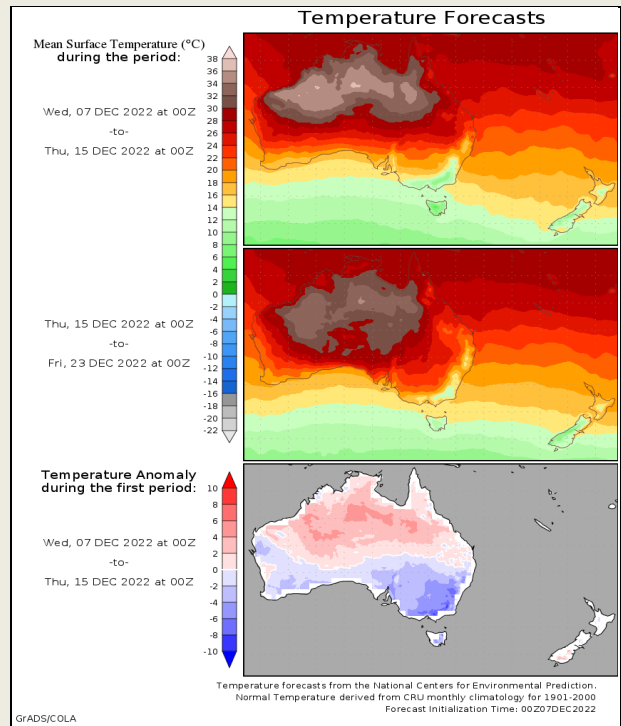 Temperature Forecasts
Mean Surface Temperature (°C)
during the period:
Wed, 07 DEC 2022 at 00Z
-to-
Thu, 15 DEC 2022 at 00Z
38
36
34
32
30
28
26
24
22
20
18
16
14
12
10
8
6
4
2
0
-2
-4
-6
-8
-10
-12
-14
-16
-18
-20
-22
Thu, 15 DEC 2022 at 00Z
-to-
Fri, 23 DEC 2022 at 00Z
Temperature Anomaly
during the first period:
Wed, 07 DEC 2022 at 00Z
-to-
Thu, 15 DEC 2022 at 00Z
10
8
6
4
2
0
-2
-4
-6
-8
-10
Temperature forecasts from the National Centers for Environmental Prediction.
Normal Temperature derived from CRU monthly climatology for 1901-2000
Forecast Initialization Time: 00Z07DEC2022
GrADS/COLA